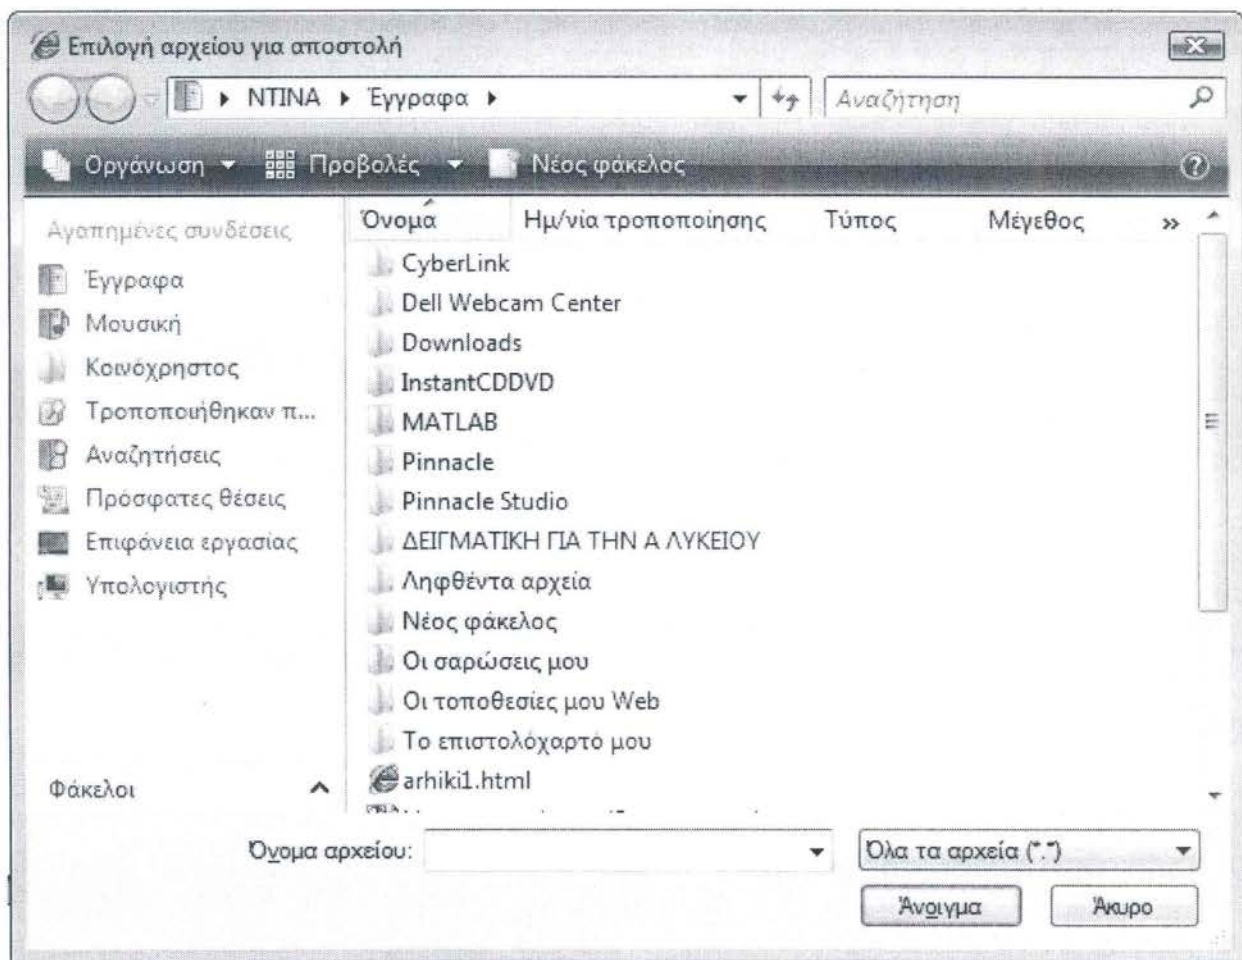 Επιλογή αρχείου για αποστολή
NTINA Έγγραφα Αναζήτηση
Οργάνωση Προβολές Νέος φάκελος ?
Αγαπημένες συνδέσεις
Έγγραφα
Μουσική
Κοινόχρηστος
Τροποποιήθηκαν π...
Αναζητήσεις
Πρόσφατες θέσεις
Επιφάνεια εργασίας
Υπολογιστής
Φάκελοι
Όνομα Ημ/νία τροποποίησης Τύπος Μέγεθος »
CyberLink
Dell Webcam Center
Downloads
InstantCDDVD
MATLAB
Pinnacle
Pinnacle Studio
ΔΕΙΓΜΑΤΙΚΗ ΓΙΑ ΤΗΝ Α ΛΥΚΕΙΟΥ
Ληφθέντα αρχεία
Νέος φάκελος
Οι σαρώσεις μου
Οι τοποθεσίες μου Web
Το επιστολόχαρτό μου
arhiki1.html
Όνομα αρχείου: Όλα τα αρχεία (*.*)
Άνοιγμα Άκυρο